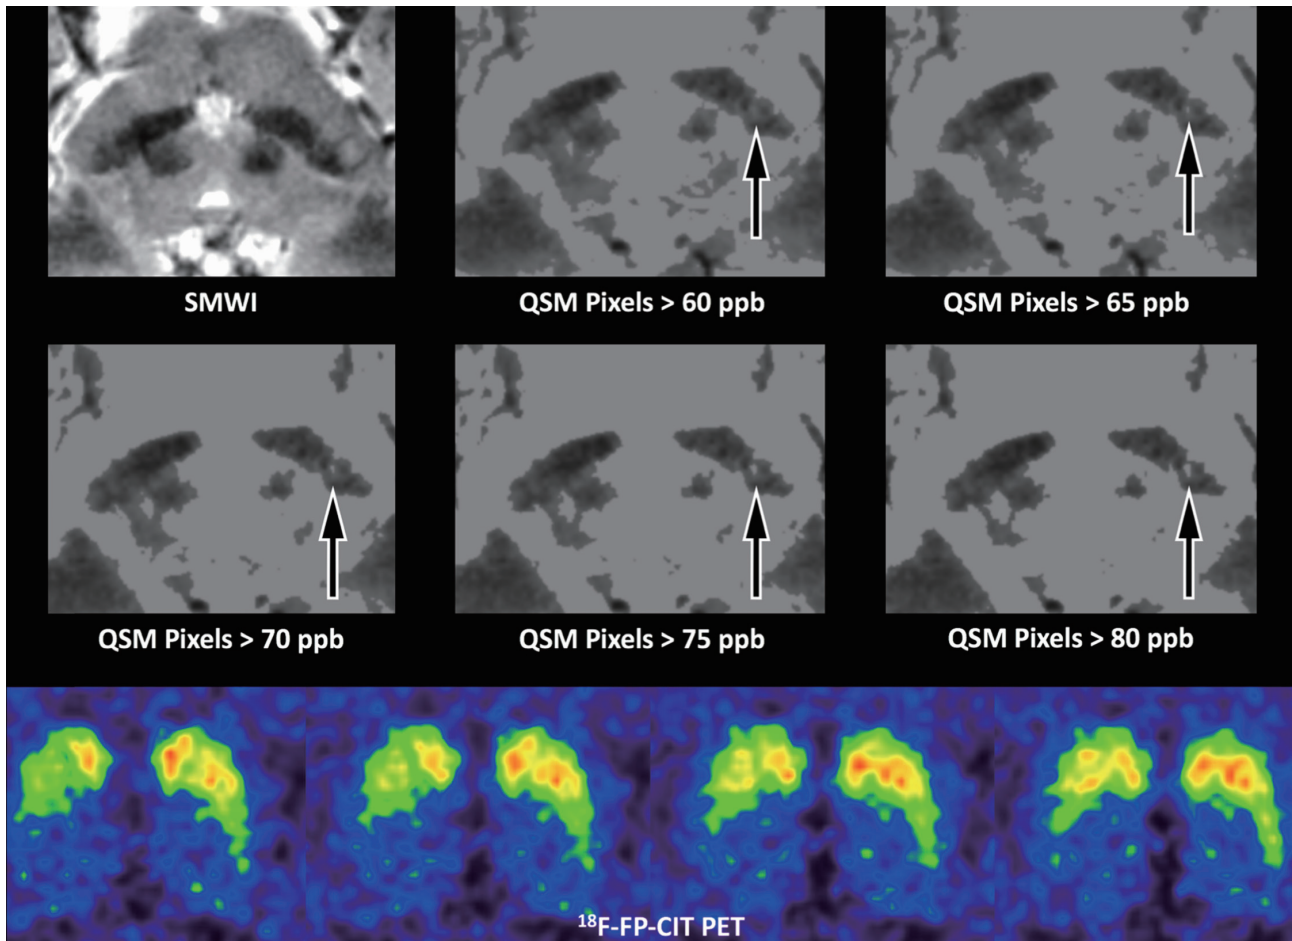 SMWI
QSM Pixels > 60 ppb
QSM Pixels > 65 ppb
QSM Pixels > 70 ppb
QSM Pixels > 75 ppb
QSM Pixels > 80 ppb
¹⁸F-FP-CIT PET